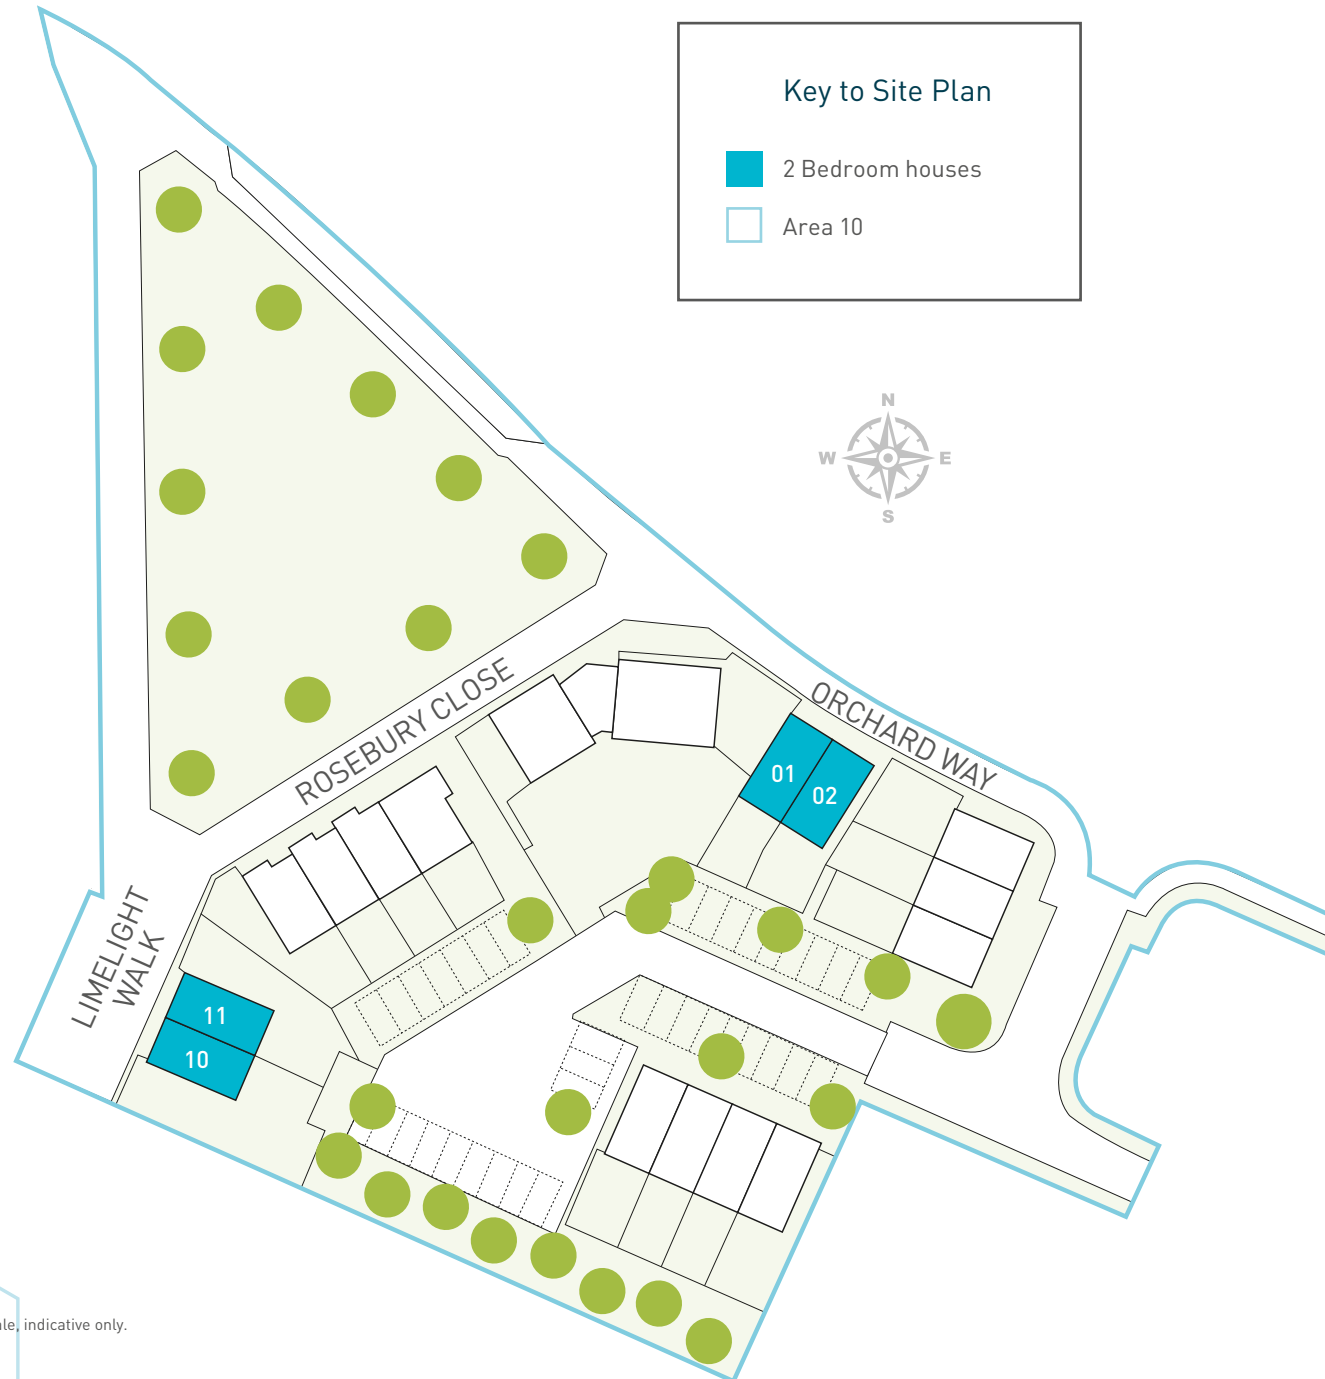 Key to Site Plan
2 Bedroom houses
Area 10
N
W E
S
ROSEBURY CLOSE
ORCHARD WAY
01
02
LIMELIGHT
WALK
11
10
indicative only.